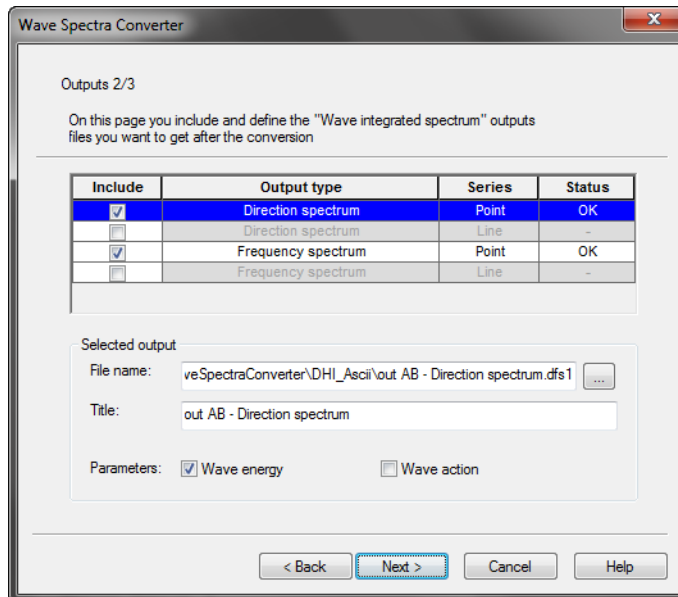 Wave Spectra Converter
Outputs 2/3
On this page you include and define the "Wave integrated spectrum" outputs
files you want to get after the conversion
Include Output type Series Status
Direction spectrum Point OK
Direction spectrum Line -
Frequency spectrum Point OK
Frequency spectrum Line -
Selected output
File name: veSpectraConverter\DHI_Ascii\out AB - Direction spectrum.dfs1 ...
Title: out AB - Direction spectrum
Parameters: Wave energy Wave action
< Back Next > Cancel Help